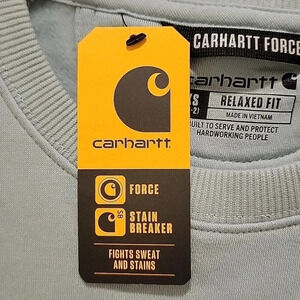 CARHARTT FORCE
carhartt
RELAXED FIT
MADE IN VIETNAM
BUILT TO SERVE AND PROTECT
HARDWORKING PEOPLE
carhartt
FORCE
STAIN
BREAKER
FIGHTS SWEAT
AND STAINS